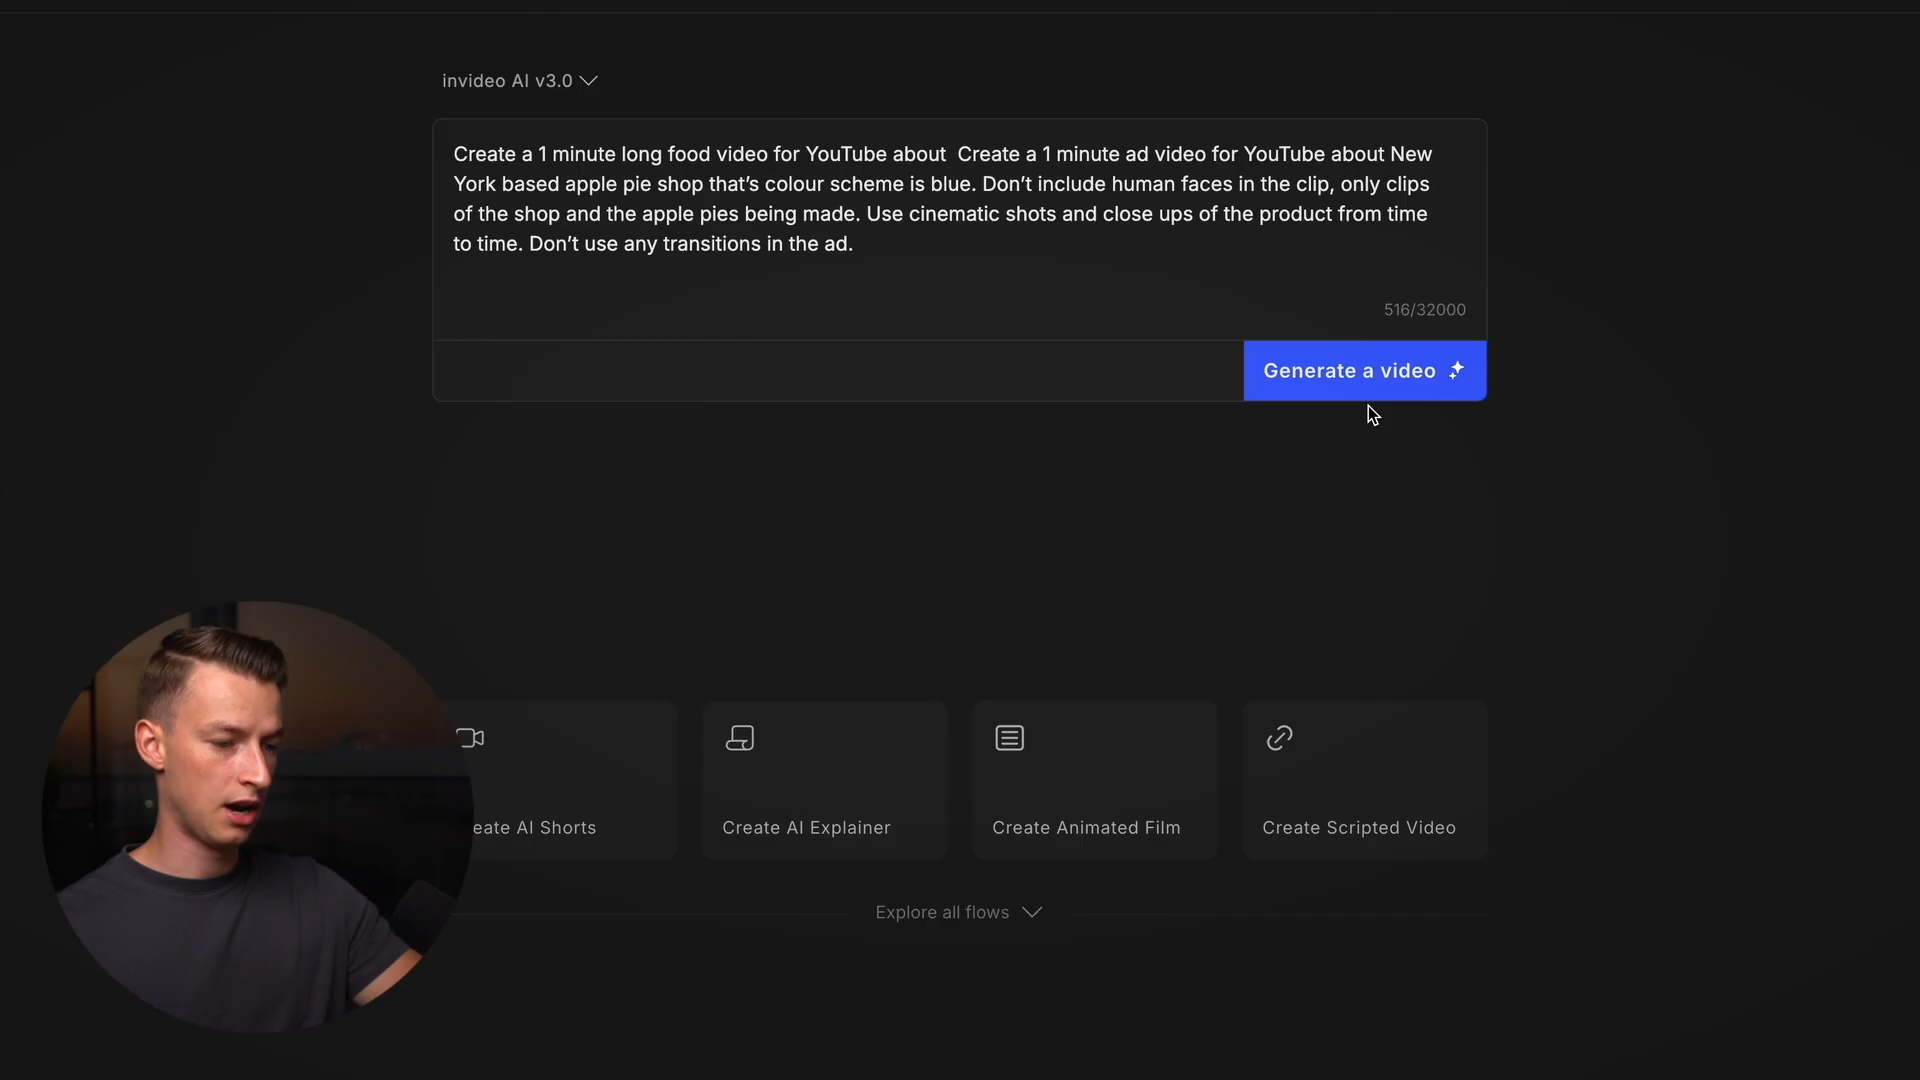 invideo AI v3.0
Create a 1 minute long food video for YouTube about  Create a 1 minute ad video for YouTube about New
York based apple pie shop that’s colour scheme is blue. Don’t include human faces in the clip, only clips
of the shop and the apple pies being made. Use cinematic shots and close ups of the product from time
to time. Don’t use any transitions in the ad.
516/32000
Generate a video
eate AI Shorts
Create AI Explainer
Create Animated Film
Create Scripted Video
Explore all flows